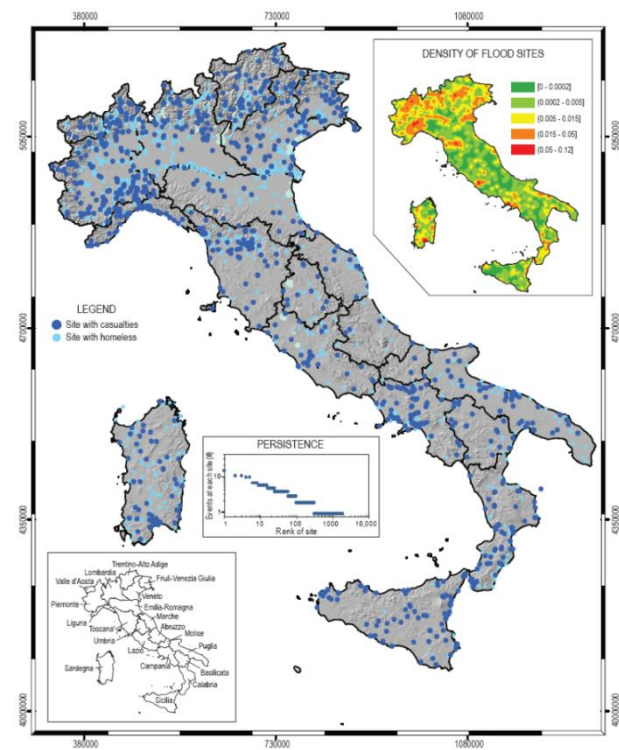 380000 730000 1080000
DENSITY OF FLOOD SITES
[0 - 0.0002]
(0.0002 - 0.005]
(0.005 - 0.015]
(0.015 - 0.05]
(0.05 - 0.12]
5050000
5050000
4700000
4700000
LEGEND
Site with casualties
Site with homeless
PERSISTENCE
Events at each site (#)
10
1
1 10 100 1000 10,000
Rank of site
4350000
4350000
Trentino-Alto Adige
Lombardia
Valle d'Aosta
Friuli-Venezia Giulia
Veneto
Piemonte
Emilia-Romagna
Marche
Liguria
Abruzzo
Toscana
Molise
Umbria
Puglia
Lazio
Sardegna
Campania
Basilicata
Calabria
Sicilia
4000000
4000000
380000 730000 1080000